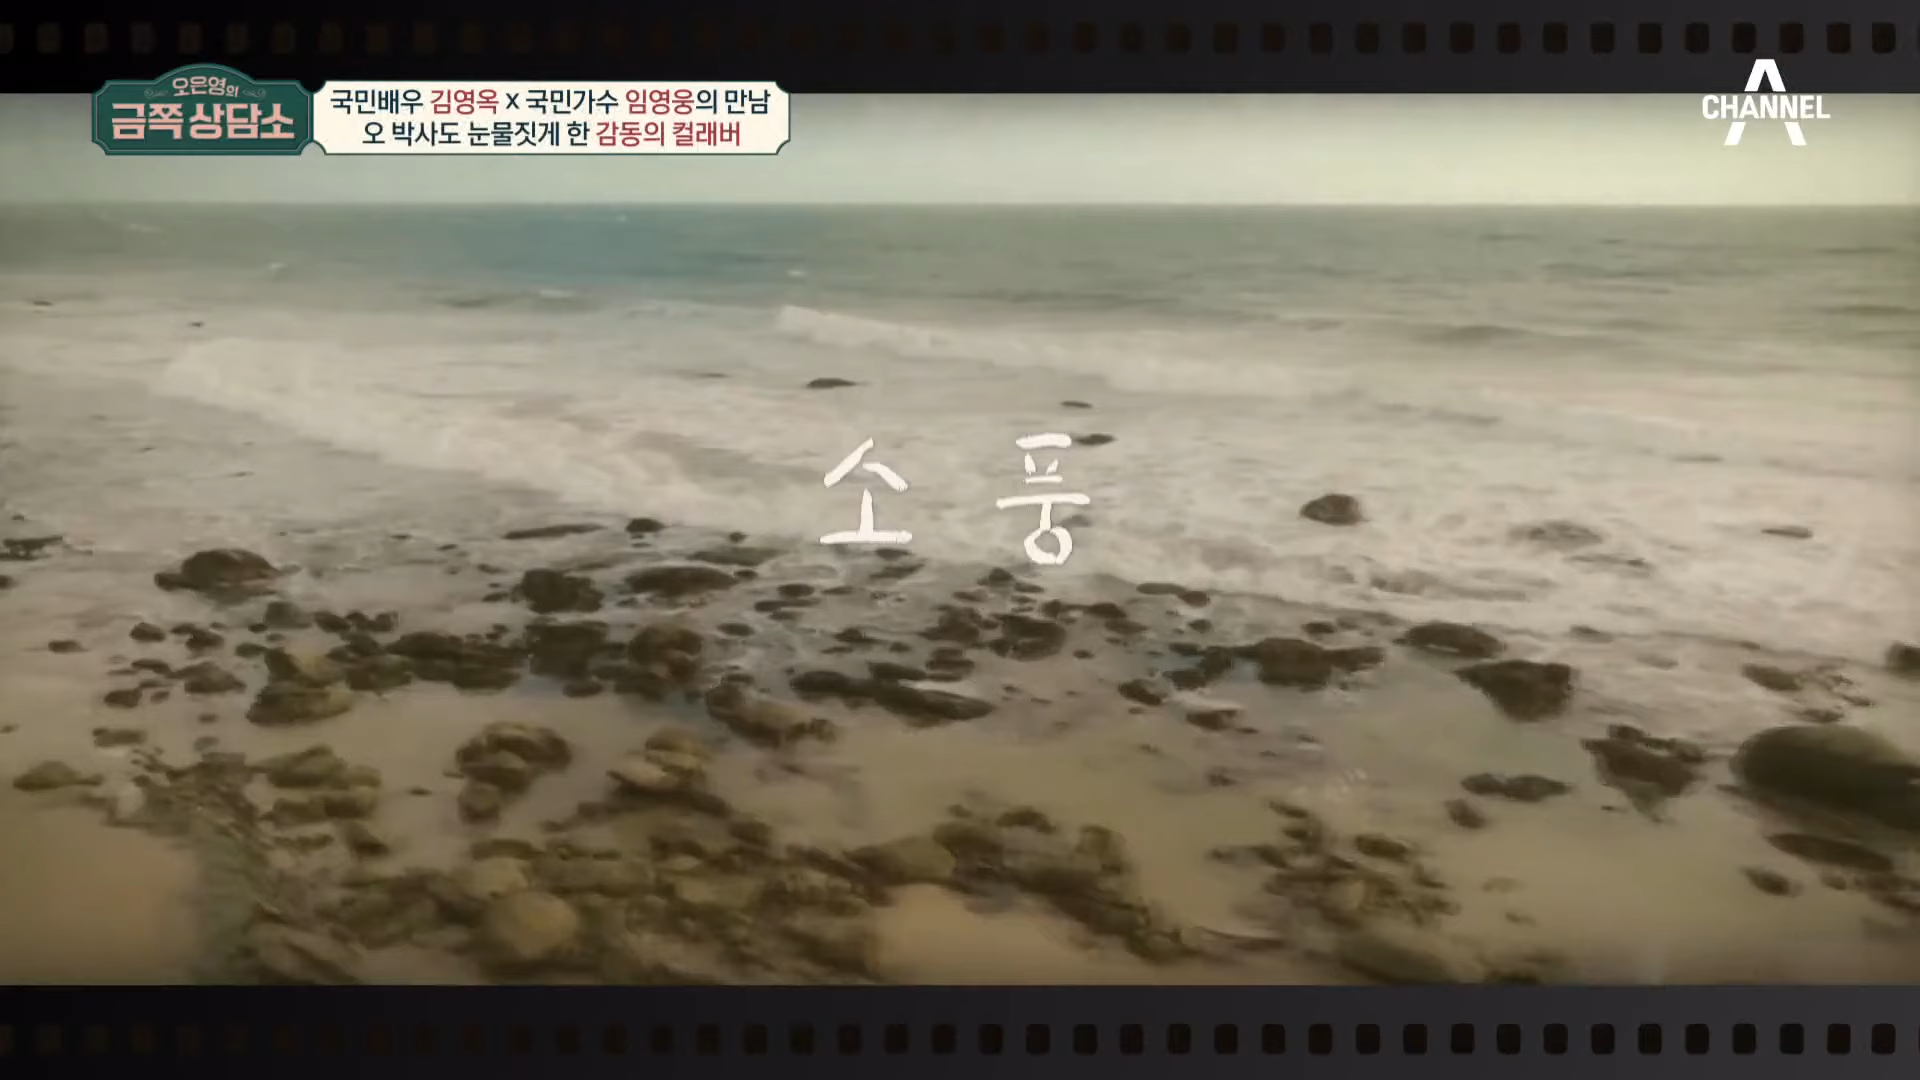 오은영의
금쪽 상담소
국민배우 김영옥 X 국민가수 임영웅의 만남
오 박사도 눈물짓게 한 감동의 컬래버
CHANNEL A
소 풍